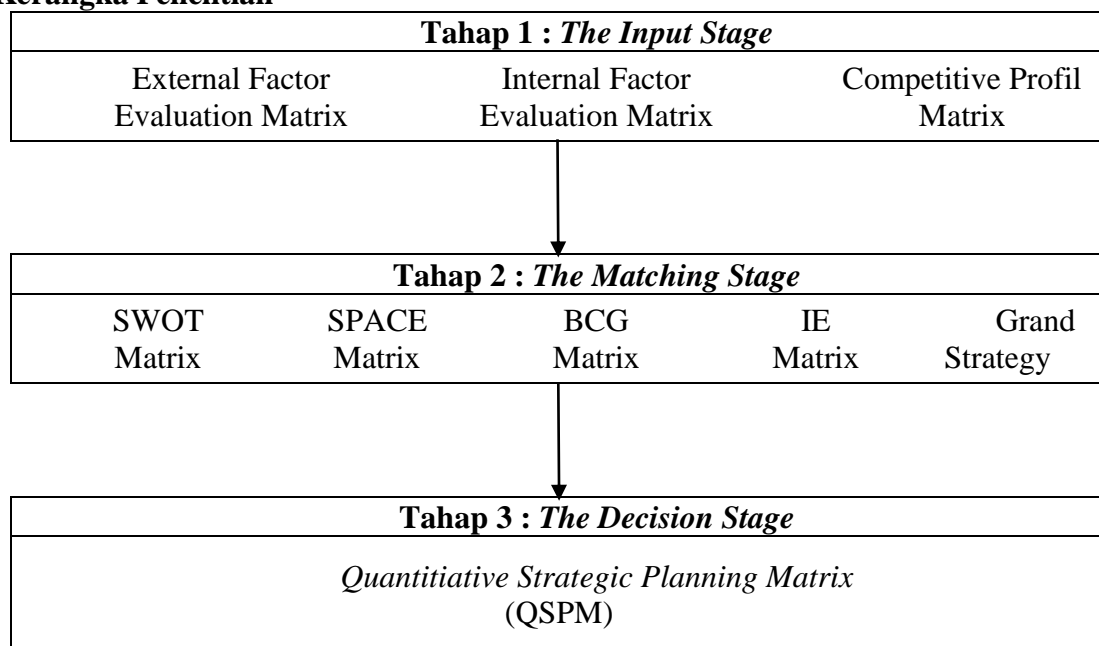 Kerangka Penelitian
Tahap 1 : The Input Stage
External Factor Internal Factor Competitive Profil
Evaluation Matrix Evaluation Matrix Matrix
Tahap 2 : The Matching Stage
SWOT SPACE BCG IE Grand
Matrix Matrix Matrix Matrix Strategy
Tahap 3 : The Decision Stage
Quantitiative Strategic Planning Matrix
(QSPM)